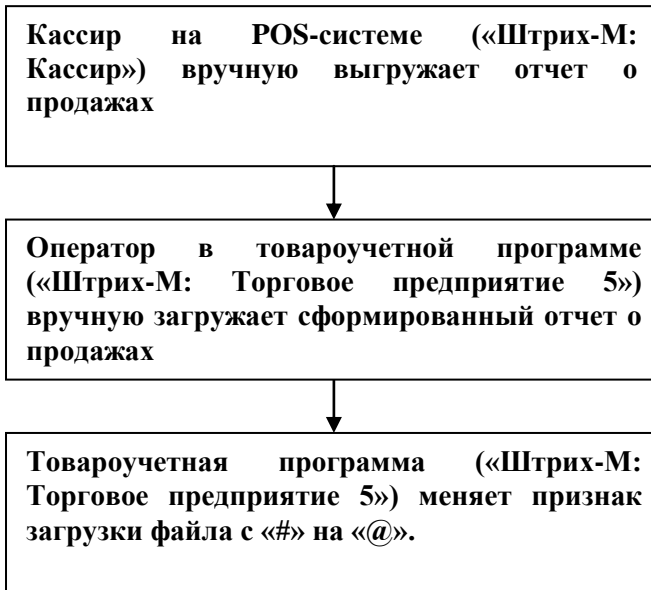 Кассир на POS-системе («Штрих-М:
Кассир») вручную выгружает отчет о
продажах
Оператор в товароучетной программе
(«Штрих-М: Торговое предприятие 5»)
вручную загружает сформированный отчет о
продажах
Товароучетная программа («Штрих-М:
Торговое предприятие 5») меняет признак
загрузки файла с «#» на «@».